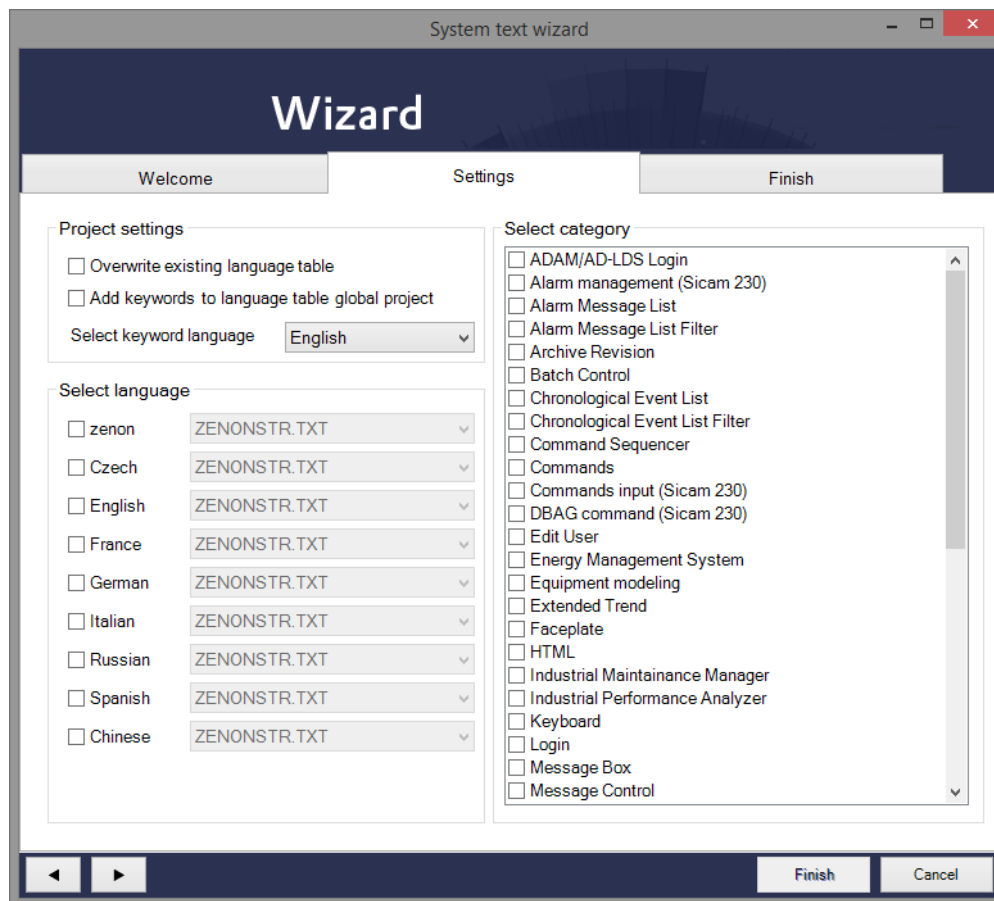 System text wizard
Wizard
Welcome
Settings
Finish
Project settings
Overwrite existing language table
Add keywords to language table global project
Select keyword language English
Select language
zenon ZENONSTR.TXT
Czech ZENONSTR.TXT
English ZENONSTR.TXT
France ZENONSTR.TXT
German ZENONSTR.TXT
Italian ZENONSTR.TXT
Russian ZENONSTR.TXT
Spanish ZENONSTR.TXT
Chinese ZENONSTR.TXT
Select category
ADAM/AD-LDS Login
Alarm management (Sicam 230)
Alarm Message List
Alarm Message List Filter
Archive Revision
Batch Control
Chronological Event List
Chronological Event List Filter
Command Sequencer
Commands
Commands input (Sicam 230)
DBAG command (Sicam 230)
Edit User
Energy Management System
Equipment modeling
Extended Trend
Faceplate
HTML
Industrial Maintainance Manager
Industrial Performance Analyzer
Keyboard
Login
Message Box
Message Control
Finish
Cancel